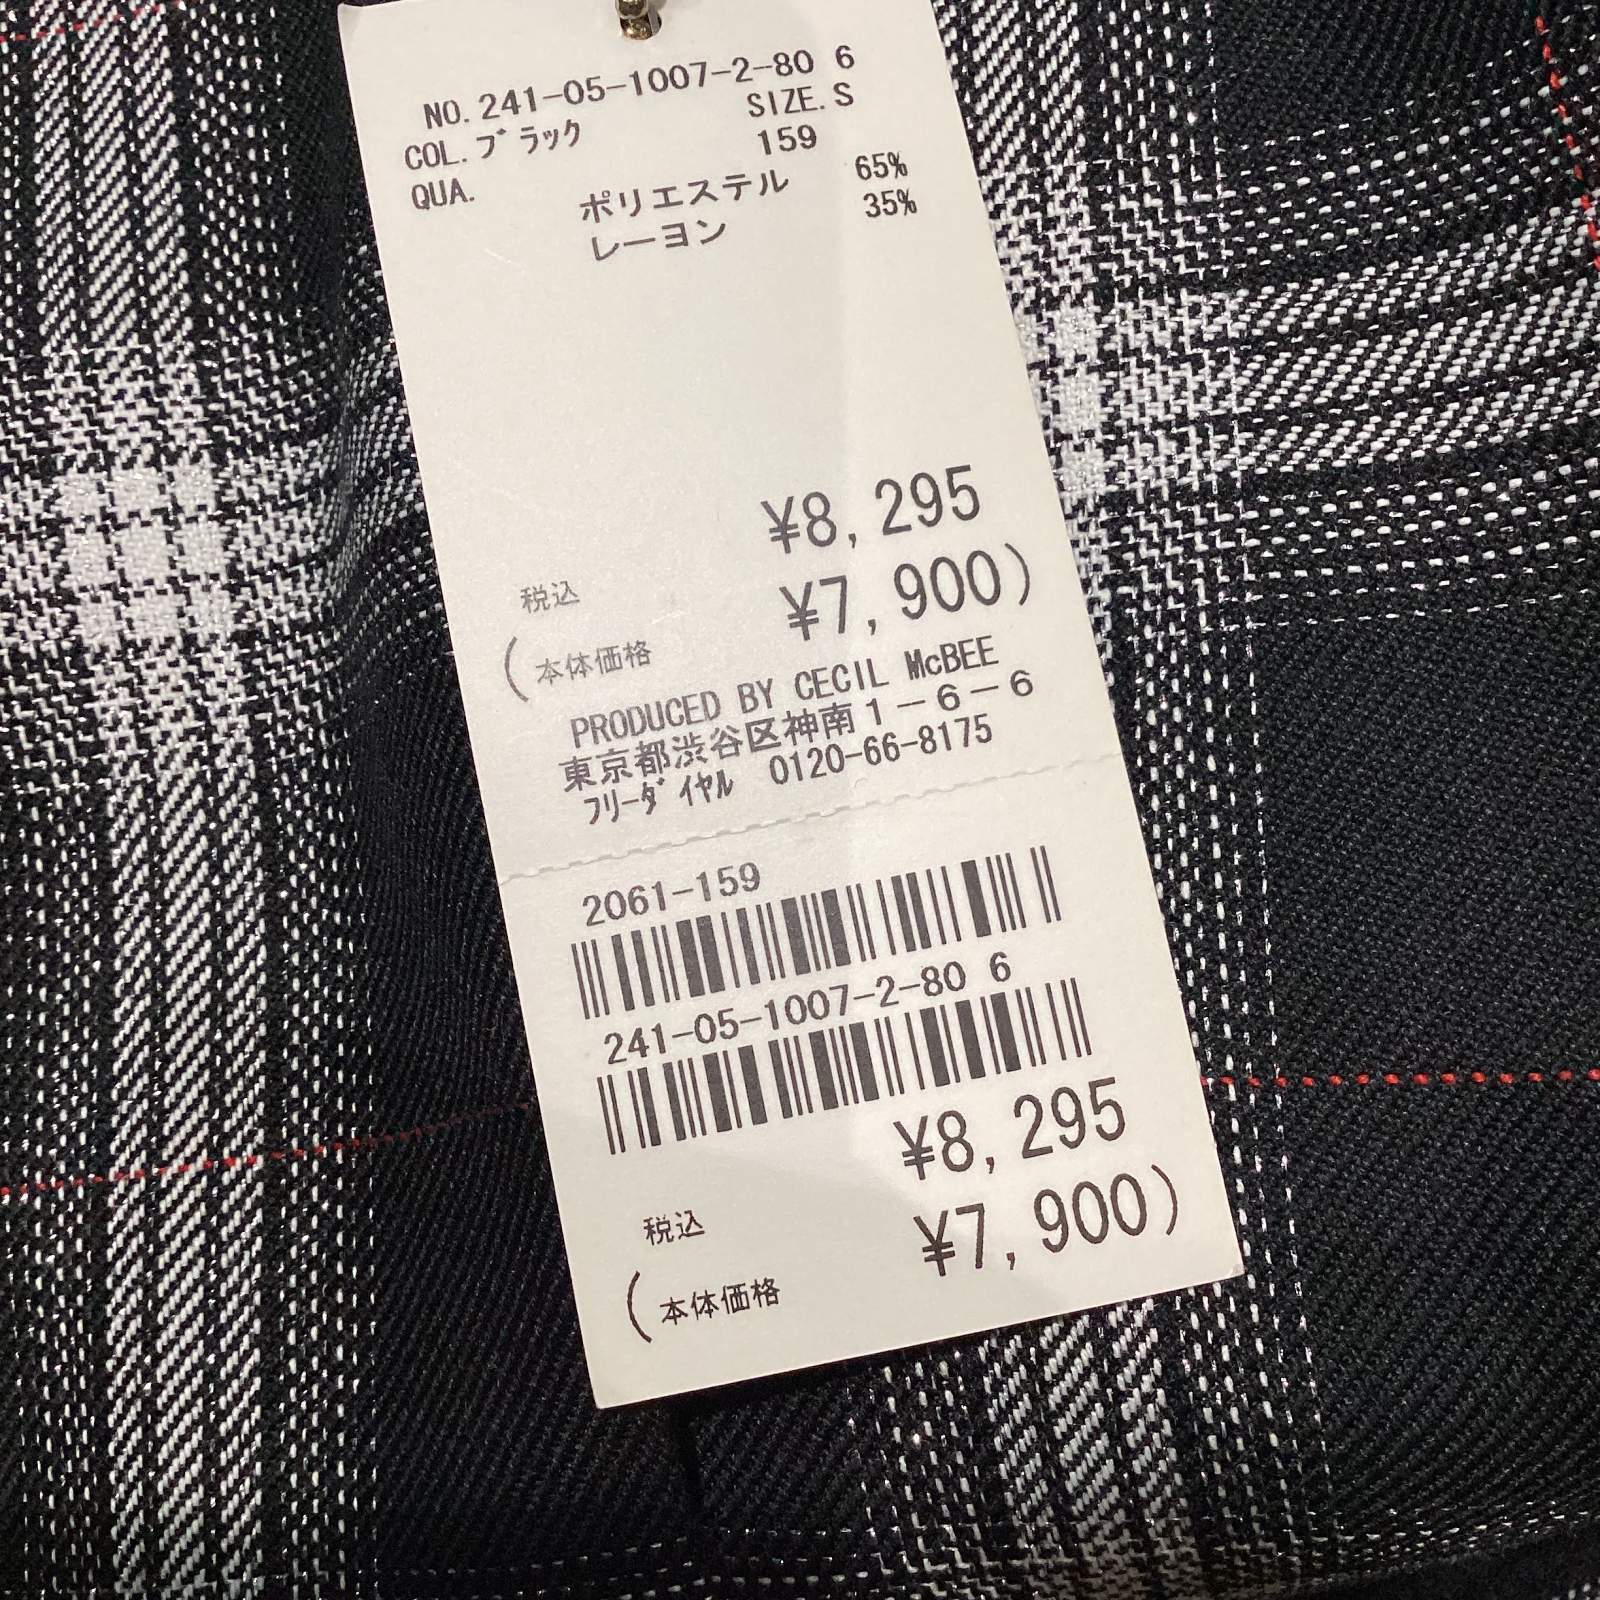 NO.241-05-1007-2-80 6
COL.ブラック SIZE.S
QUA. 159
ポリエステル 65%
レーヨン 35%
税込 ¥8,295
(本体価格 ¥7,900)
PRODUCED BY CECIL McBEE
東京都渋谷区神南1-6-6
フリーダイヤル 0120-66-8175
2061-159
241-05-1007-2-80 6
税込 ¥8,295
(本体価格 ¥7,900)